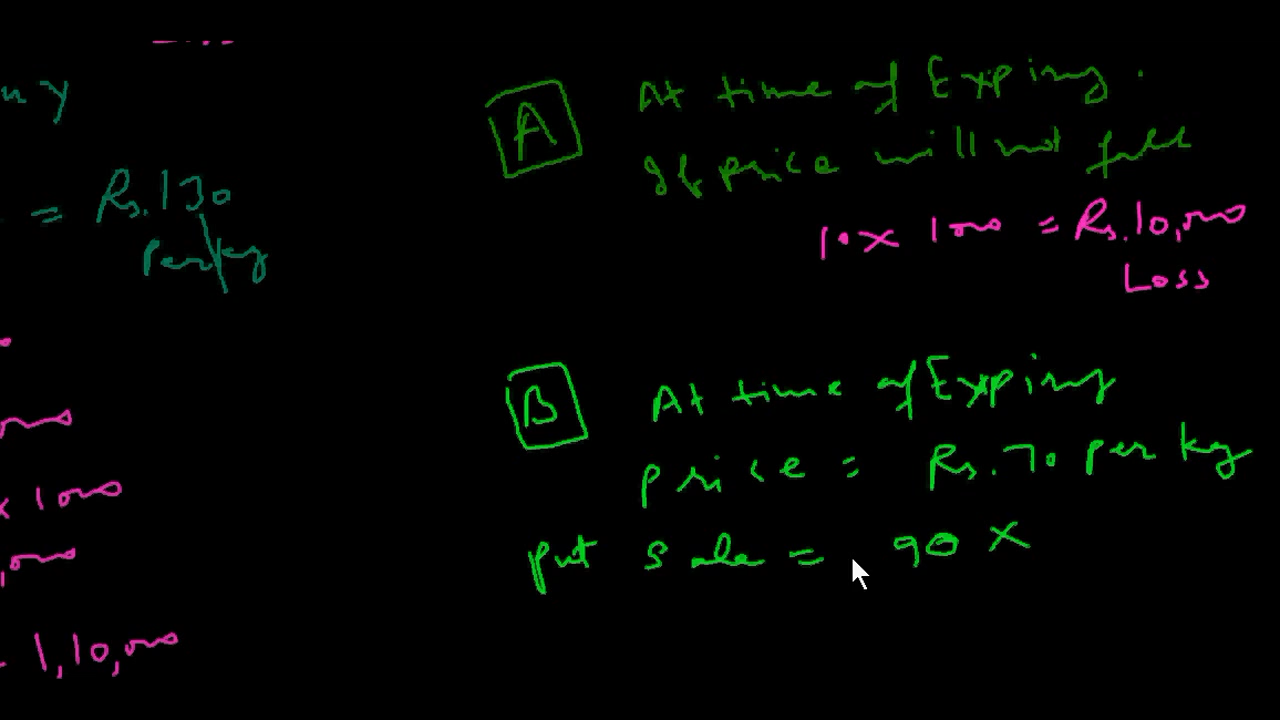 ny
= Rs.130
per kg
x 1000
1,10,000
A
At time of Expiry.
If price will not fall
10 x 1000 = Rs.10,000
Loss
B
At time of Expiry
price = Rs.70 per kg
put sale = 90 x